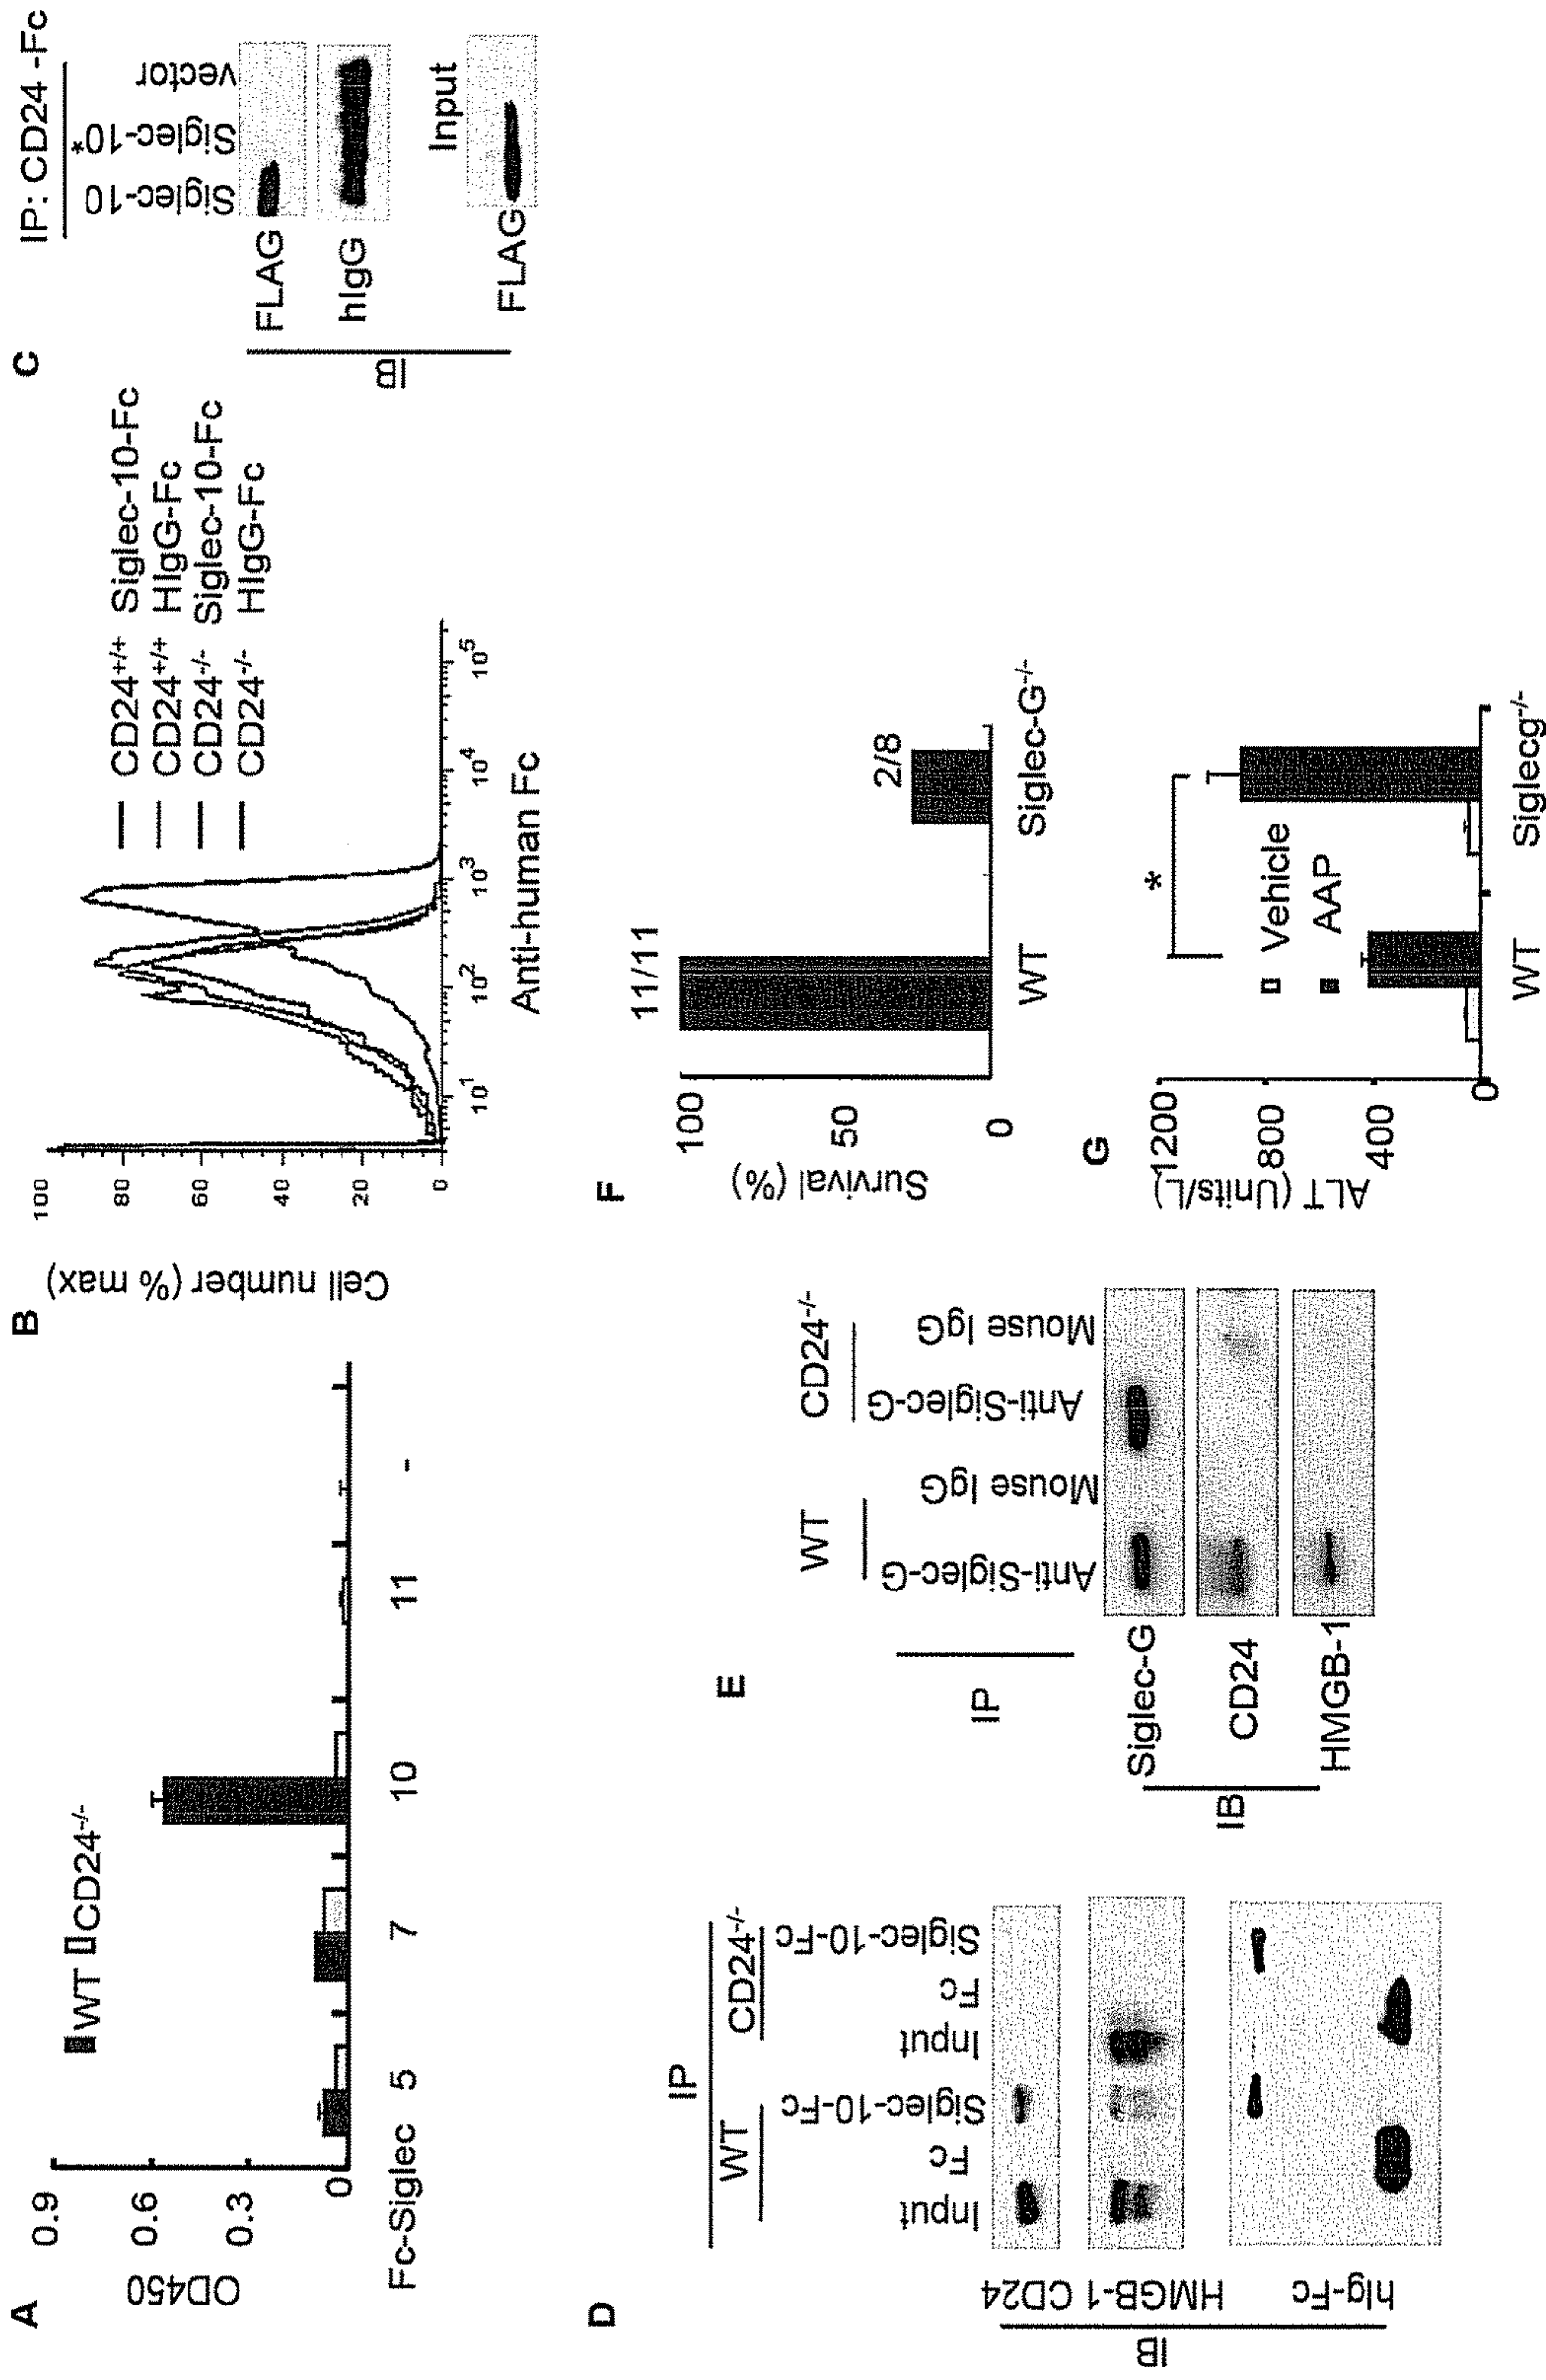 A
WT CD24-/-
OD450
0.9
0.6
0.3
0
Fc-Siglec 5 7 10 11 -
B
Cell number (% max)
100
80
60
40
20
0
10¹ 10² 10³ 10⁴ 10⁵
Anti-human Fc
CD24+/+ Siglec-10-Fc
CD24+/+ HIgG-Fc
CD24-/- Siglec-10-Fc
CD24-/- HIgG-Fc
C
IP: CD24 -Fc
Siglec-10 Siglec-10* vector
FLAG
hIgG
Input
FLAG
IB
D
IP
WT CD24-/-
Input Fc Siglec-10-Fc Input Fc Siglec-10-Fc
CD24
HMGB-1
hIg-Fc
IB
E
WT CD24-/-
IP
Anti-Siglec-G Mouse IgG Anti-Siglec-G Mouse IgG
Siglec-G
CD24
HMGB-1
IB
F
Survival (%)
100
50
0
11/11
2/8
WT Siglec-G-/-
G
ALT (Units/L)
1200
800
400
0
*
Vehicle
AAP
WT Siglecg-/-